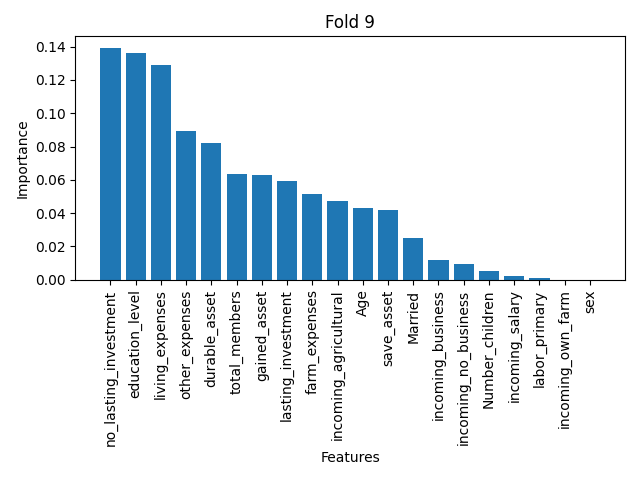 Fold 9
Importance
0.14
0.12
0.10
0.08
0.06
0.04
0.02
0.00
no_lasting_investment
education_level
living_expenses
other_expenses
durable_asset
total_members
gained_asset
lasting_investment
farm_expenses
incoming_agricultural
Age
save_asset
Married
incoming_business
incoming_no_business
Number_children
incoming_salary
labor_primary
incoming_own_farm
sex
Features